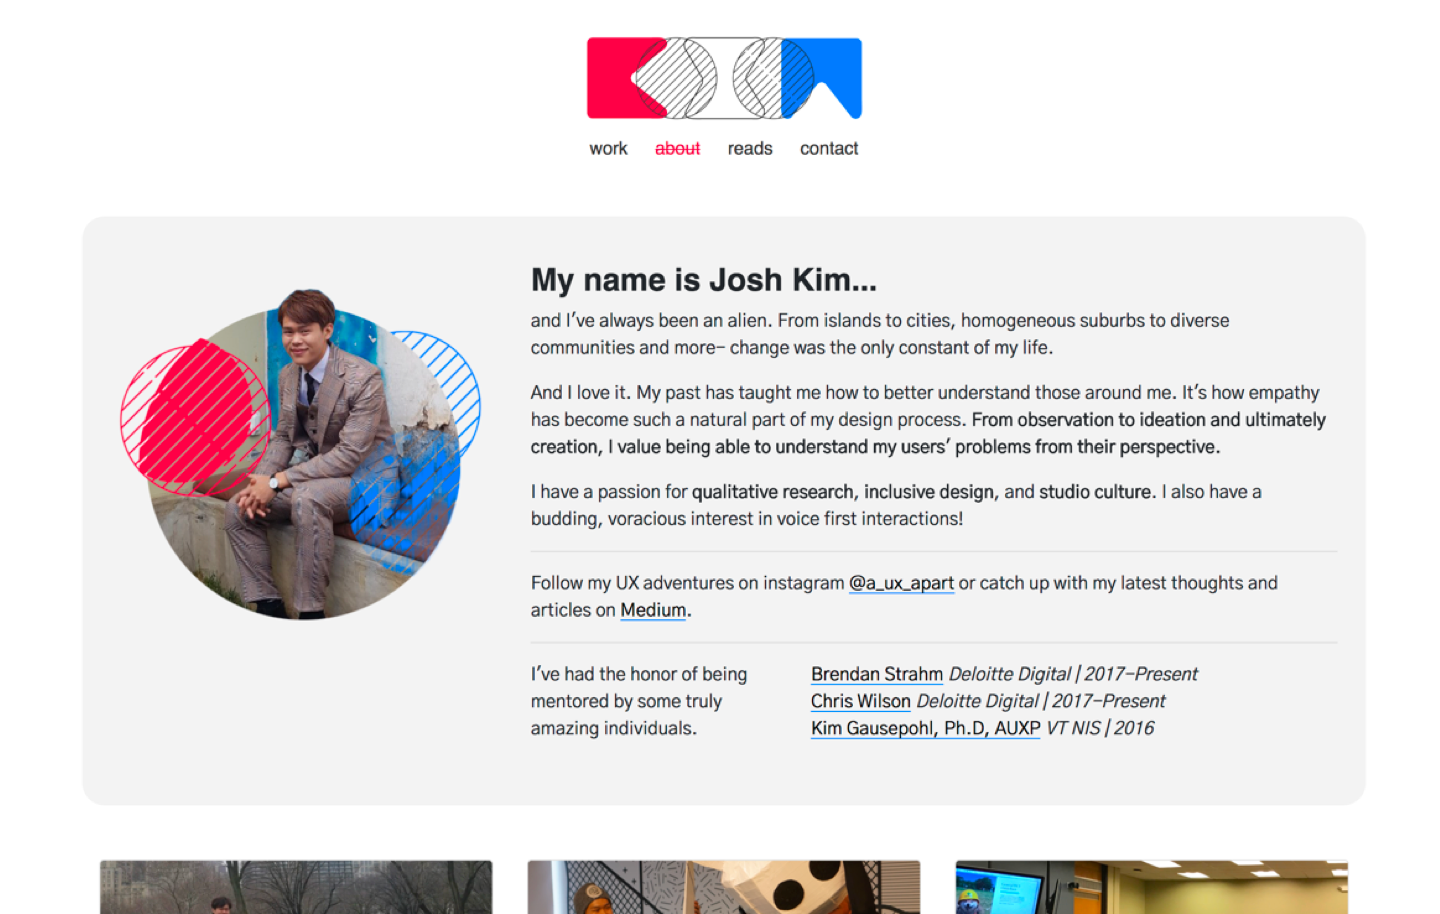 work about reads contact
My name is Josh Kim...
and I've always been an alien. From islands to cities, homogeneous suburbs to diverse
communities and more– change was the only constant of my life.
And I love it. My past has taught me how to better understand those around me. It's how empathy
has become such a natural part of my design process. From observation to ideation and ultimately
creation, I value being able to understand my users' problems from their perspective.
I have a passion for qualitative research, inclusive design, and studio culture. I also have a
budding, voracious interest in voice first interactions!
Follow my UX adventures on instagram @a_ux_apart or catch up with my latest thoughts and
articles on Medium.
I've had the honor of being
mentored by some truly
amazing individuals.
Brendan Strahm Deloitte Digital | 2017–Present
Chris Wilson Deloitte Digital | 2017–Present
Kim Gausepohl, Ph.D, AUXP VT NIS | 2016